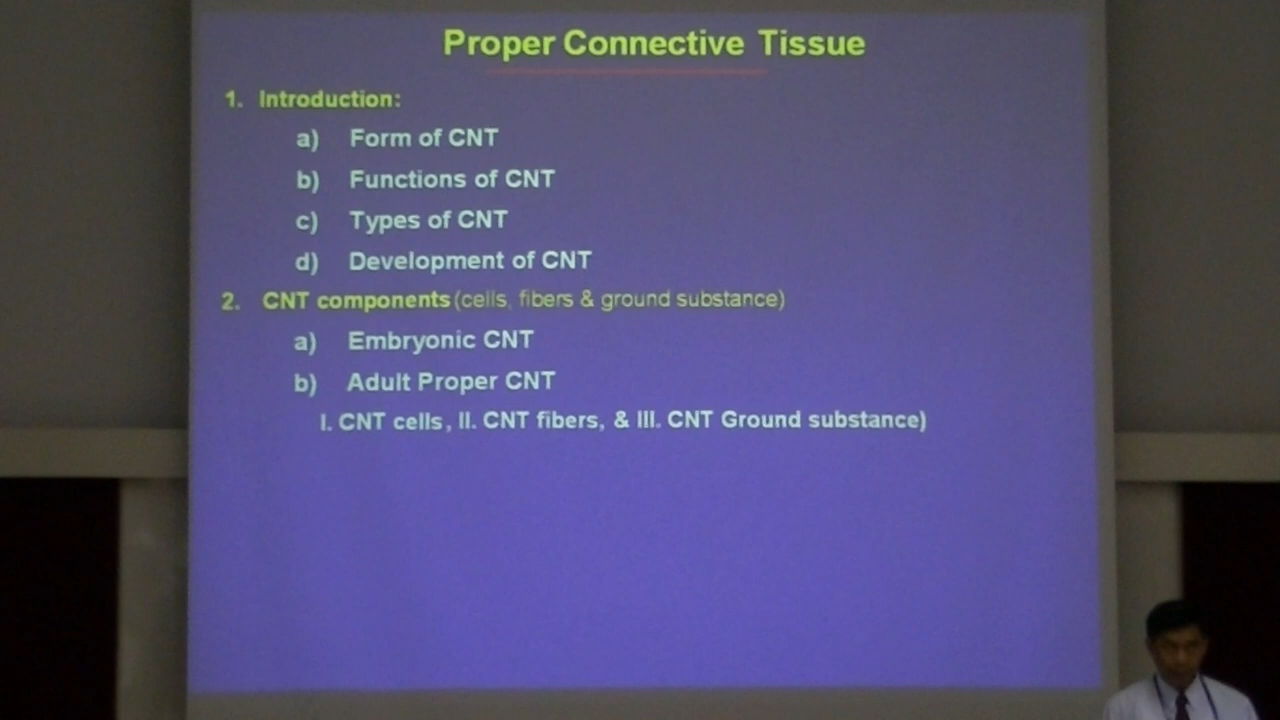 Proper Connective Tissue
1. Introduction:
a) Form of CNT
b) Functions of CNT
c) Types of CNT
d) Development of CNT
2. CNT components (cells, fibers & ground substance)
a) Embryonic CNT
b) Adult Proper CNT
I. CNT cells, II. CNT fibers, & III. CNT Ground substance)